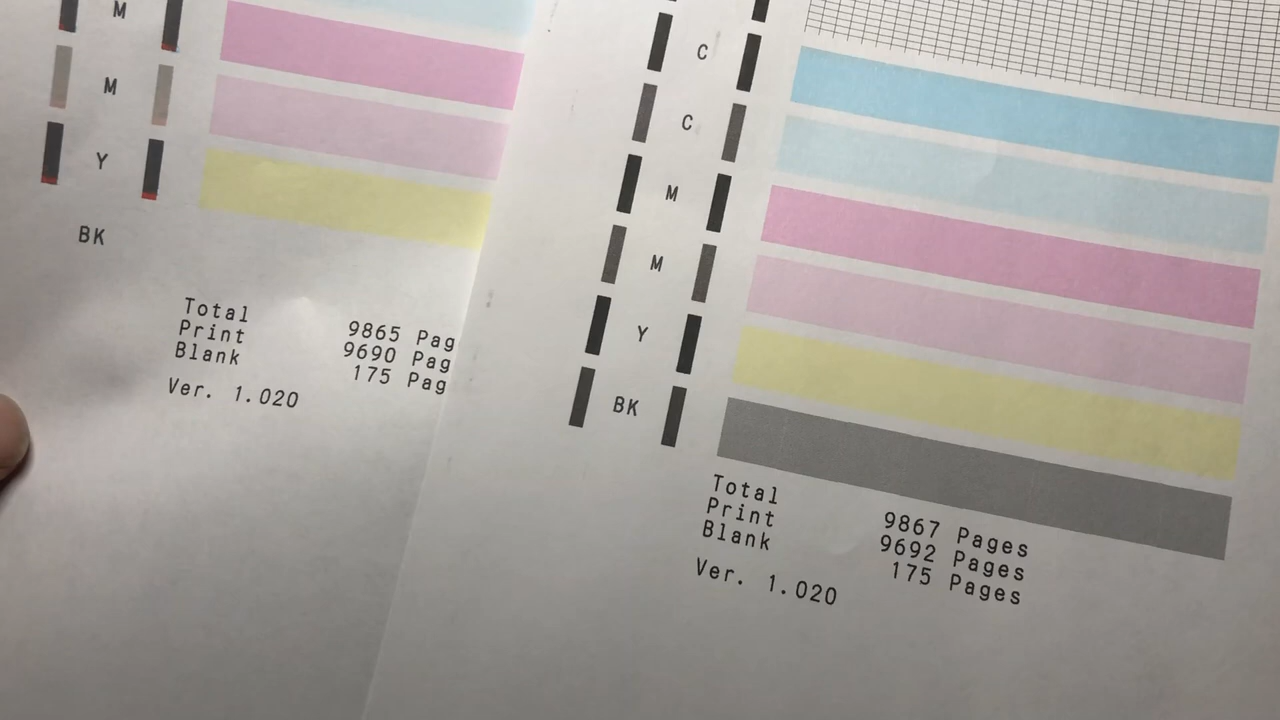 M
M
Y
BK
Total 9865 Pag
Print 9690 Pag
Blank 175 Pag
Ver. 1.020
C
C
M
M
Y
BK
Total 9867 Pages
Print 9692 Pages
Blank 175 Pages
Ver. 1.020